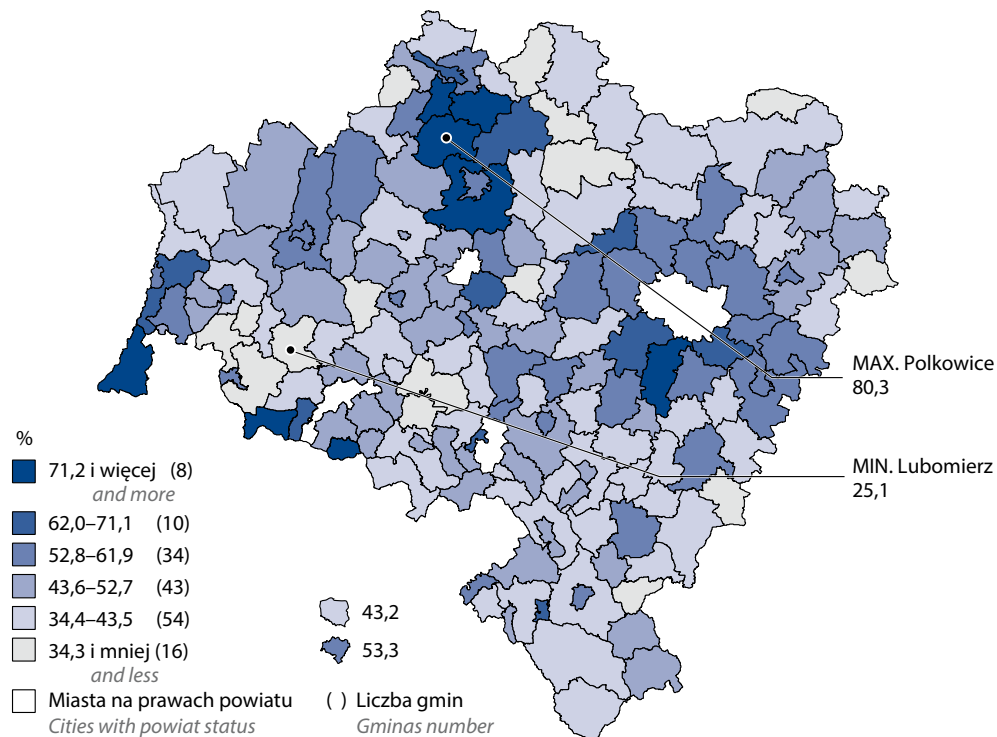 MAX. Polkowice
80,3
MIN. Lubomierz
25,1
%
71,2 i więcej (8)
and more
62,0–71,1 (10)
52,8–61,9 (34)
43,6–52,7 (43)
34,4–43,5 (54)
34,3 i mniej (16)
and less
Miasta na prawach powiatu
Cities with powiat status
43,2
53,3
( ) Liczba gmin
Gminas number